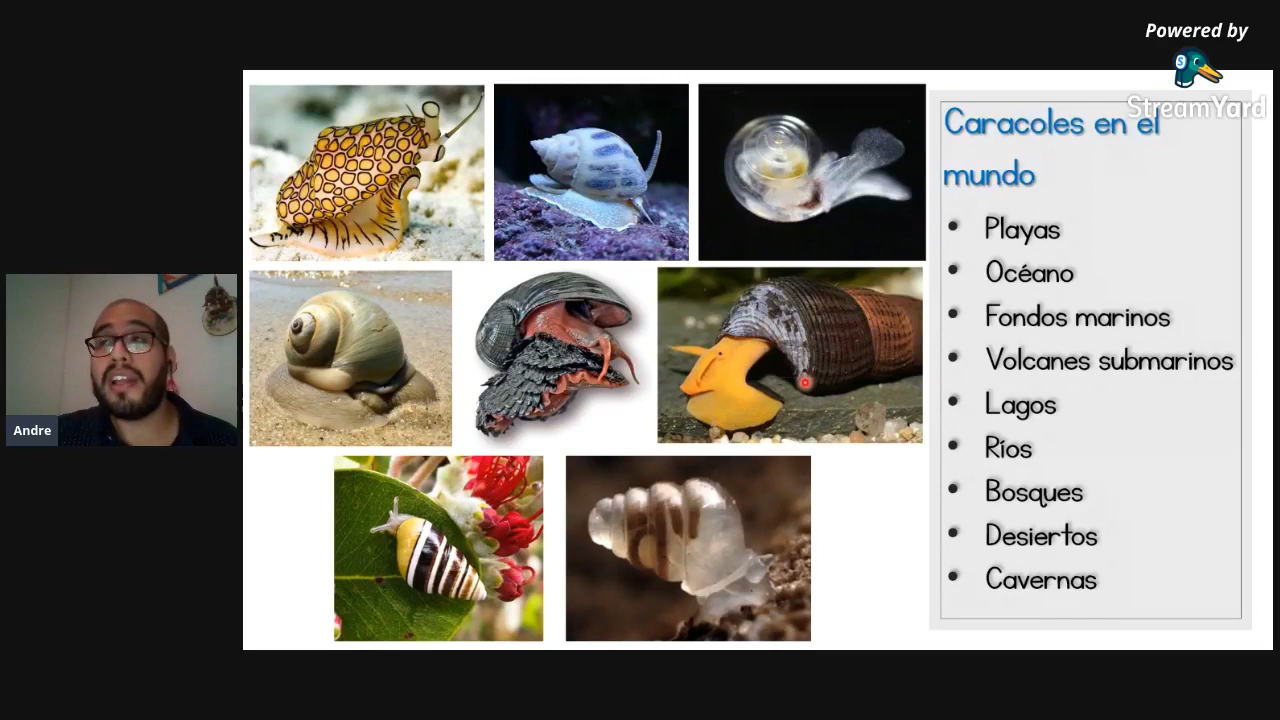 Powered by
StreamYard
Caracoles en el
mundo
• Playas
• Océano
• Fondos marinos
• Volcanes submarinos
• Lagos
• Ríos
• Bosques
• Desiertos
• Cavernas
Andre